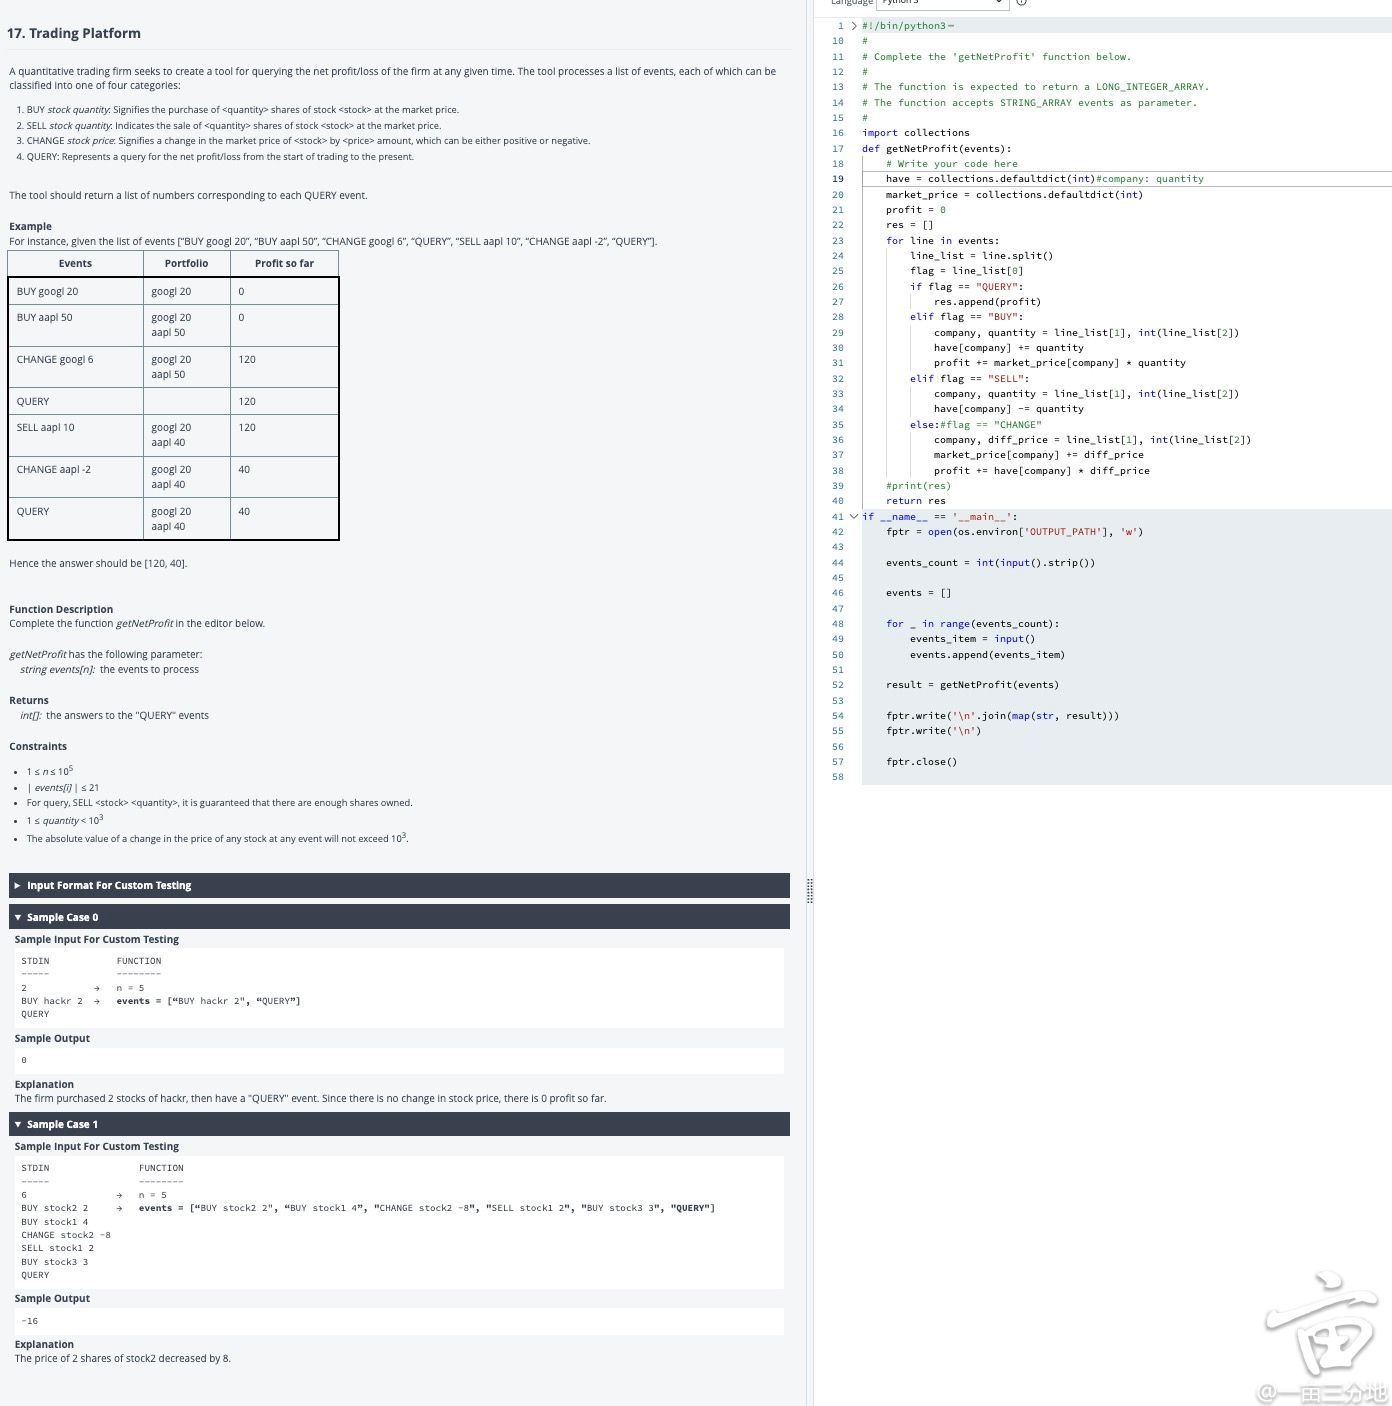 17. Trading Platform
A quantitative trading firm seeks to create a tool for querying the net profit/loss of the firm at any given time. The tool processes a list of events, each of which can be
classified into one of four categories:
1. BUY stock quantity: Signifies the purchase of <quantity> shares of stock <stock> at the market price.
2. SELL stock quantity: Indicates the sale of <quantity> shares of stock <stock> at the market price.
3. CHANGE stock price: Signifies a change in the market price of <stock> by <price> amount, which can be either positive or negative.
4. QUERY: Represents a query for the net profit/loss from the start of trading to the present.
The tool should return a list of numbers corresponding to each QUERY event.
Example
For instance, given the list of events ["BUY googl 20", "BUY aapl 50", "CHANGE googl 6", "QUERY", "SELL aapl 10", "CHANGE aapl -2", "QUERY"].
Events Portfolio Profit so far
BUY googl 20 googl 20 0
BUY aapl 50 googl 20 0
aapl 50
CHANGE googl 6 googl 20 120
aapl 50
QUERY 120
SELL aapl 10 googl 20 120
aapl 40
CHANGE aapl -2 googl 20 40
aapl 40
QUERY googl 20 40
aapl 40
Hence the answer should be [120, 40].
Function Description
Complete the function getNetProfit in the editor below.
getNetProfit has the following parameter:
string events[n]: the events to process
Returns
int[]: the answers to the "QUERY" events
Constraints
• 1 ≤ n ≤ 10⁵
• | events[i] | ≤ 21
• For query, SELL <stock> <quantity>, it is guaranteed that there are enough shares owned.
• 1 ≤ quantity < 10³
• The absolute value of a change in the price of any stock at any event will not exceed 10³.
► Input Format For Custom Testing
▼ Sample Case 0
Sample Input For Custom Testing
STDIN FUNCTION
----- --------
2 → n = 5
BUY hackr 2 → events = ["BUY hackr 2", "QUERY"]
QUERY
Sample Output
0
Explanation
The firm purchased 2 stocks of hackr, then have a "QUERY" event. Since there is no change in stock price, there is 0 profit so far.
▼ Sample Case 1
Sample Input For Custom Testing
STDIN FUNCTION
----- --------
6 → n = 5
BUY stock2 2 → events = ["BUY stock2 2", "BUY stock1 4", "CHANGE stock2 -8", "SELL stock1 2", "BUY stock3 3", "QUERY"]
BUY stock1 4
CHANGE stock2 -8
SELL stock1 2
BUY stock3 3
QUERY
Sample Output
-16
Explanation
The price of 2 shares of stock2 decreased by 8.
Language Python 3
1 #!/bin/python3
10 #
11 # Complete the 'getNetProfit' function below.
12 #
13 # The function is expected to return a LONG_INTEGER_ARRAY.
14 # The function accepts STRING_ARRAY events as parameter.
15 #
16 import collections
17 def getNetProfit(events):
18 # Write your code here
19 have = collections.defaultdict(int)#company: quantity
20 market_price = collections.defaultdict(int)
21 profit = 0
22 res = []
23 for line in events:
24 line_list = line.split()
25 flag = line_list[0]
26 if flag == "QUERY":
27 res.append(profit)
28 elif flag == "BUY":
29 company, quantity = line_list[1], int(line_list[2])
30 have[company] += quantity
31 profit += market_price[company] * quantity
32 elif flag == "SELL":
33 company, quantity = line_list[1], int(line_list[2])
34 have[company] -= quantity
35 else:#flag == "CHANGE"
36 company, diff_price = line_list[1], int(line_list[2])
37 market_price[company] += diff_price
38 profit += have[company] * diff_price
39 #print(res)
40 return res
41 if __name__ == '__main__':
42 fptr = open(os.environ['OUTPUT_PATH'], 'w')
43
44 events_count = int(input().strip())
45
46 events = []
47
48 for _ in range(events_count):
49 events_item = input()
50 events.append(events_item)
51
52 result = getNetProfit(events)
53
54 fptr.write('\n'.join(map(str, result)))
55 fptr.write('\n')
56
57 fptr.close()
58
亩
@一亩三分地